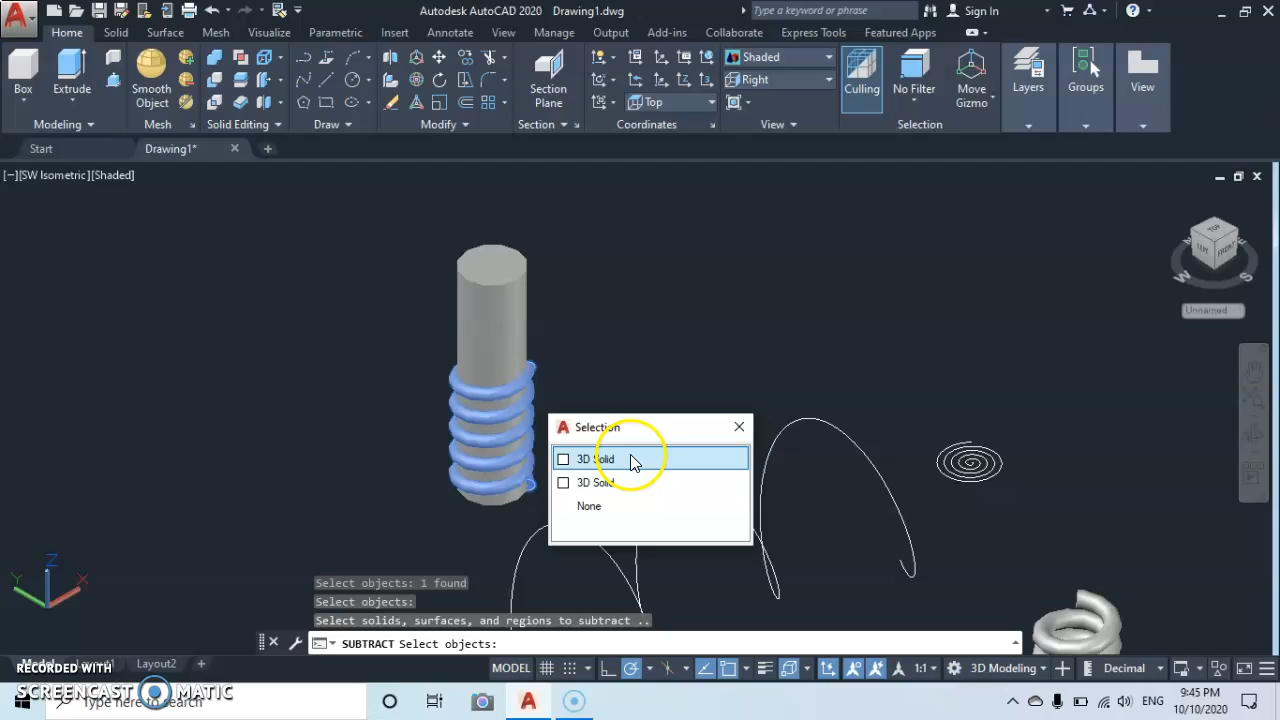 Autodesk AutoCAD 2020 Drawing1.dwg
Type a keyword or phrase
Sign In
Home Solid Surface Mesh Visualize Parametric Insert Annotate View Manage Output Add-ins Collaborate Express Tools Featured Apps
Shaded
Right
Top
Box Extrude Smooth Object Section Plane Culling No Filter Move Gizmo Layers Groups View
Modeling Mesh Solid Editing Draw Modify Section Coordinates View Selection
Start Drawing1*
[−][SW Isometric][Shaded]
TOP
LEFT FRONT
W S
Unnamed
Selection
3D Solid
3D Solid
None
Z
Y X
Select objects: 1 found
Select objects:
Select solids, surfaces, and regions to subtract ..
SUBTRACT Select objects:
Layout2
MODEL 1:1 3D Modeling Decimal
RECORDED WITH
SCREENCAST MATIC
Type here to search
ENG
9:45 PM
10/10/2020